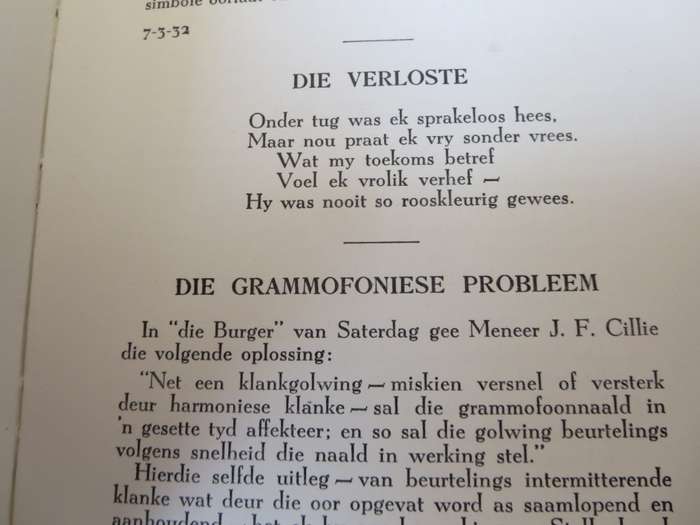 simbole
7-3-32
DIE VERLOSTE
Onder tug was ek sprakeloos hees,
Maar nou praat ek vry sonder vrees.
Wat my toekoms betref
Voel ek vrolik verhef —
Hy was nooit so rooskleurig gewees.
DIE GRAMMOFONIESE PROBLEEM
In "die Burger" van Saterdag gee Meneer J. F. Cillie
die volgende oplossing:
"Net een klankgolwing — miskien versnel of versterk
deur harmoniese klanke — sal die grammofoonnaald in
'n gesette tyd affekteer; en so sal die golwing beurtelings
volgens snelheid die naald in werking stel."
Hierdie selfde uitleg — van beurtelings intermitterende
klanke wat deur die oor opgevat word as saamlopend en
aanhoudend